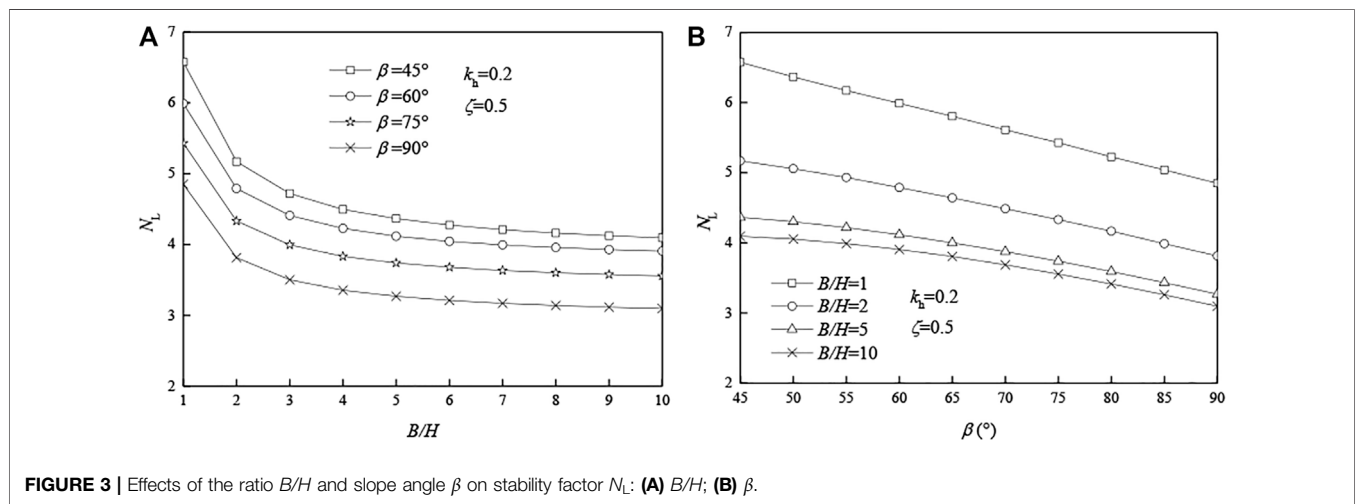 A
7
6
5
4
3
2
N_L
β=45°
β=60°
β=75°
β=90°
k_h=0.2
ζ=0.5
1 2 3 4 5 6 7 8 9 10
B/H
B
7
6
5
4
3
2
N_L
B/H=1
B/H=2
B/H=5
B/H=10
k_h=0.2
ζ=0.5
45 50 55 60 65 70 75 80 85 90
β (°)
FIGURE 3 | Effects of the ratio B/H and slope angle β on stability factor N_L: (A) B/H; (B) β.